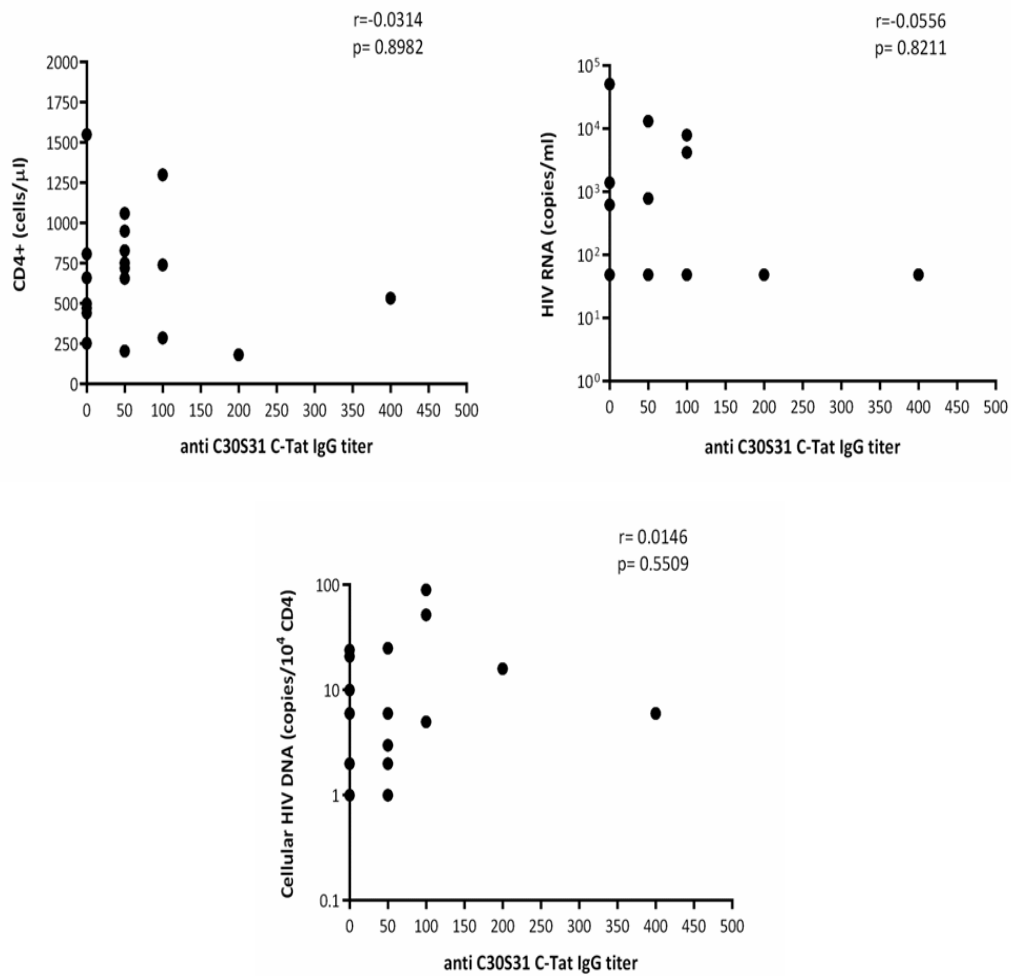 r=-0.0314
p= 0.8982
2000
1750
1500
1250
1000
750
500
250
0
CD4+ (cells/μl)
0 50 100 150 200 250 300 350 400 450 500
anti C30S31 C-Tat IgG titer
r=-0.0556
p= 0.8211
10⁵
10⁴
10³
10²
10¹
10⁰
HIV RNA (copies/ml)
0 50 100 150 200 250 300 350 400 450 500
anti C30S31 C-Tat IgG titer
r= 0.0146
p= 0.5509
100
10
1
0.1
Cellular HIV DNA (copies/10⁴ CD4)
0 50 100 150 200 250 300 350 400 450 500
anti C30S31 C-Tat IgG titer